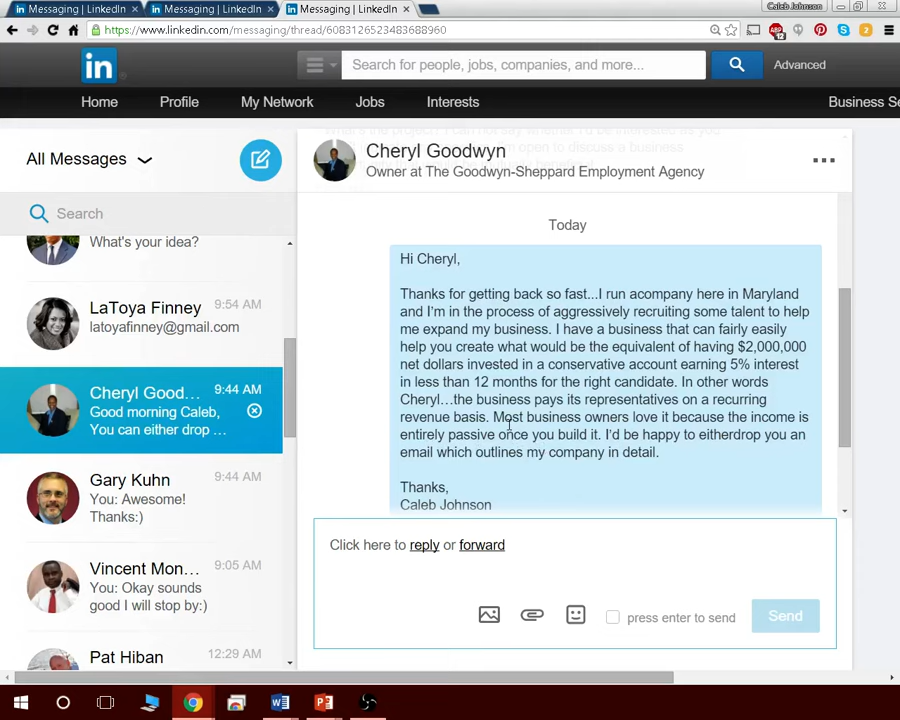 Messaging | LinkedIn
Messaging | LinkedIn
Messaging | LinkedIn
Caleb Johnson
https://www.linkedin.com/messaging/thread/6083126523483688960
in
Search for people, jobs, companies, and more...
Advanced
Home
Profile
My Network
Jobs
Interests
Business Se
All Messages
Search
What's your idea?
LaToya Finney
9:54 AM
latoyafinney@gmail.com
Cheryl Good...
9:44 AM
Good morning Caleb,
You can either drop ...
Gary Kuhn
9:44 AM
You: Awesome!
Thanks:)
Vincent Mon...
9:05 AM
You: Okay sounds
good I will stop by:)
Pat Hiban
12:29 AM
Cheryl Goodwyn
Owner at The Goodwyn-Sheppard Employment Agency
Today
Hi Cheryl,
Thanks for getting back so fast...I run acompany here in Maryland
and I'm in the process of aggressively recruiting some talent to help
me expand my business. I have a business that can fairly easily
help you create what would be the equivalent of having $2,000,000
net dollars invested in a conservative account earning 5% interest
in less than 12 months for the right candidate. In other words
Cheryl...the business pays its representatives on a recurring
revenue basis. Most business owners love it because the income is
entirely passive once you build it. I'd be happy to eitherdrop you an
email which outlines my company in detail.
Thanks,
Caleb Johnson
Click here to reply or forward
press enter to send
Send